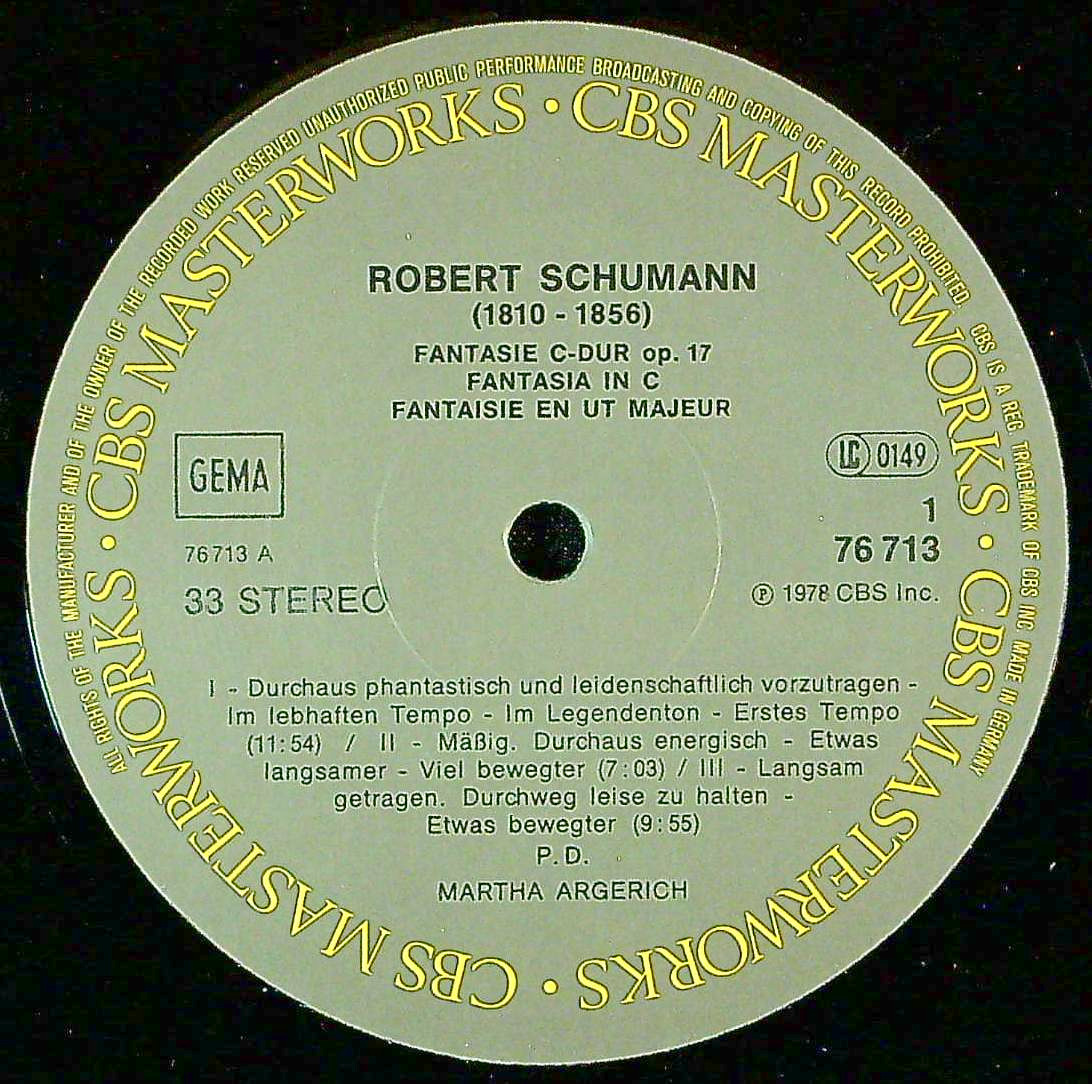 ALL RIGHTS OF THE MANUFACTURER AND OF THE OWNER OF THE RECORDED WORK RESERVED UNAUTHORIZED PUBLIC PERFORMANCE BROADCASTING AND COPYING OF THIS RECORD PROHIBITED. CBS IS A REG. TRADEMARK OF CBS INC MADE IN GERMANY
CBS MASTERWORKS • CBS MASTERWORKS • CBS MASTERWORKS • CBS MASTERWORKS • CBS MASTERWORKS •
ROBERT SCHUMANN
(1810 - 1856)
FANTASIE C-DUR op. 17
FANTASIA IN C
FANTAISIE EN UT MAJEUR
GEMA
LC 0149
1
76713 A
76 713
33 STEREO
℗ 1978 CBS Inc.
I - Durchaus phantastisch und leidenschaftlich vorzutragen -
Im lebhaften Tempo - Im Legendenton - Erstes Tempo
(11:54) / II - Mäßig. Durchaus energisch - Etwas
langsamer - Viel bewegter (7:03) / III - Langsam
getragen. Durchweg leise zu halten -
Etwas bewegter (9:55)
P.D.
MARTHA ARGERICH